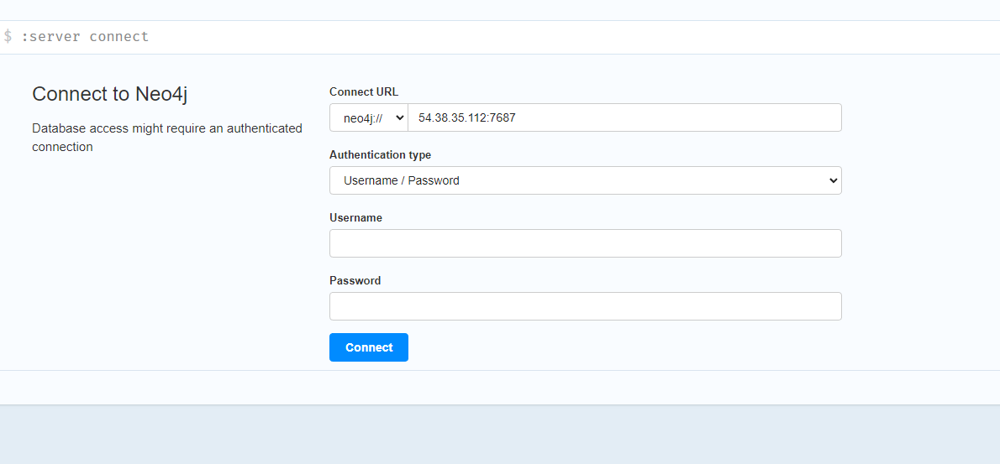 $ :server connect
Connect to Neo4j
Database access might require an authenticated
connection
Connect URL
neo4j:// 54.38.35.112:7687
Authentication type
Username / Password
Username
Password
Connect